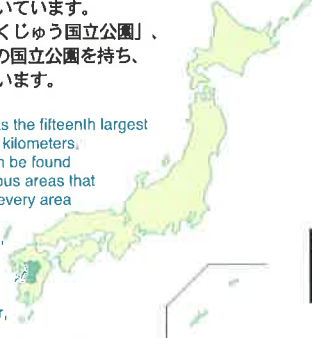 いています。
くじゅう国立公園」、
の国立公園を持ち、
います。
s the fifteenth largest
kilometers.
n be found
ous areas that
every area